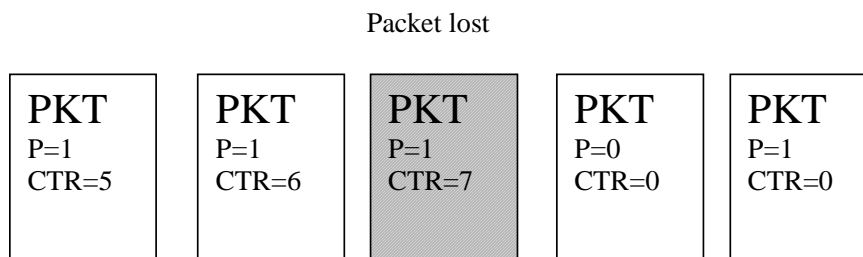 Packet lost
PKT PKT PKT PKT PKT
P=1 P=1 P=1 P=0 P=1
CTR=5 CTR=6 CTR=7 CTR=0 CTR=0